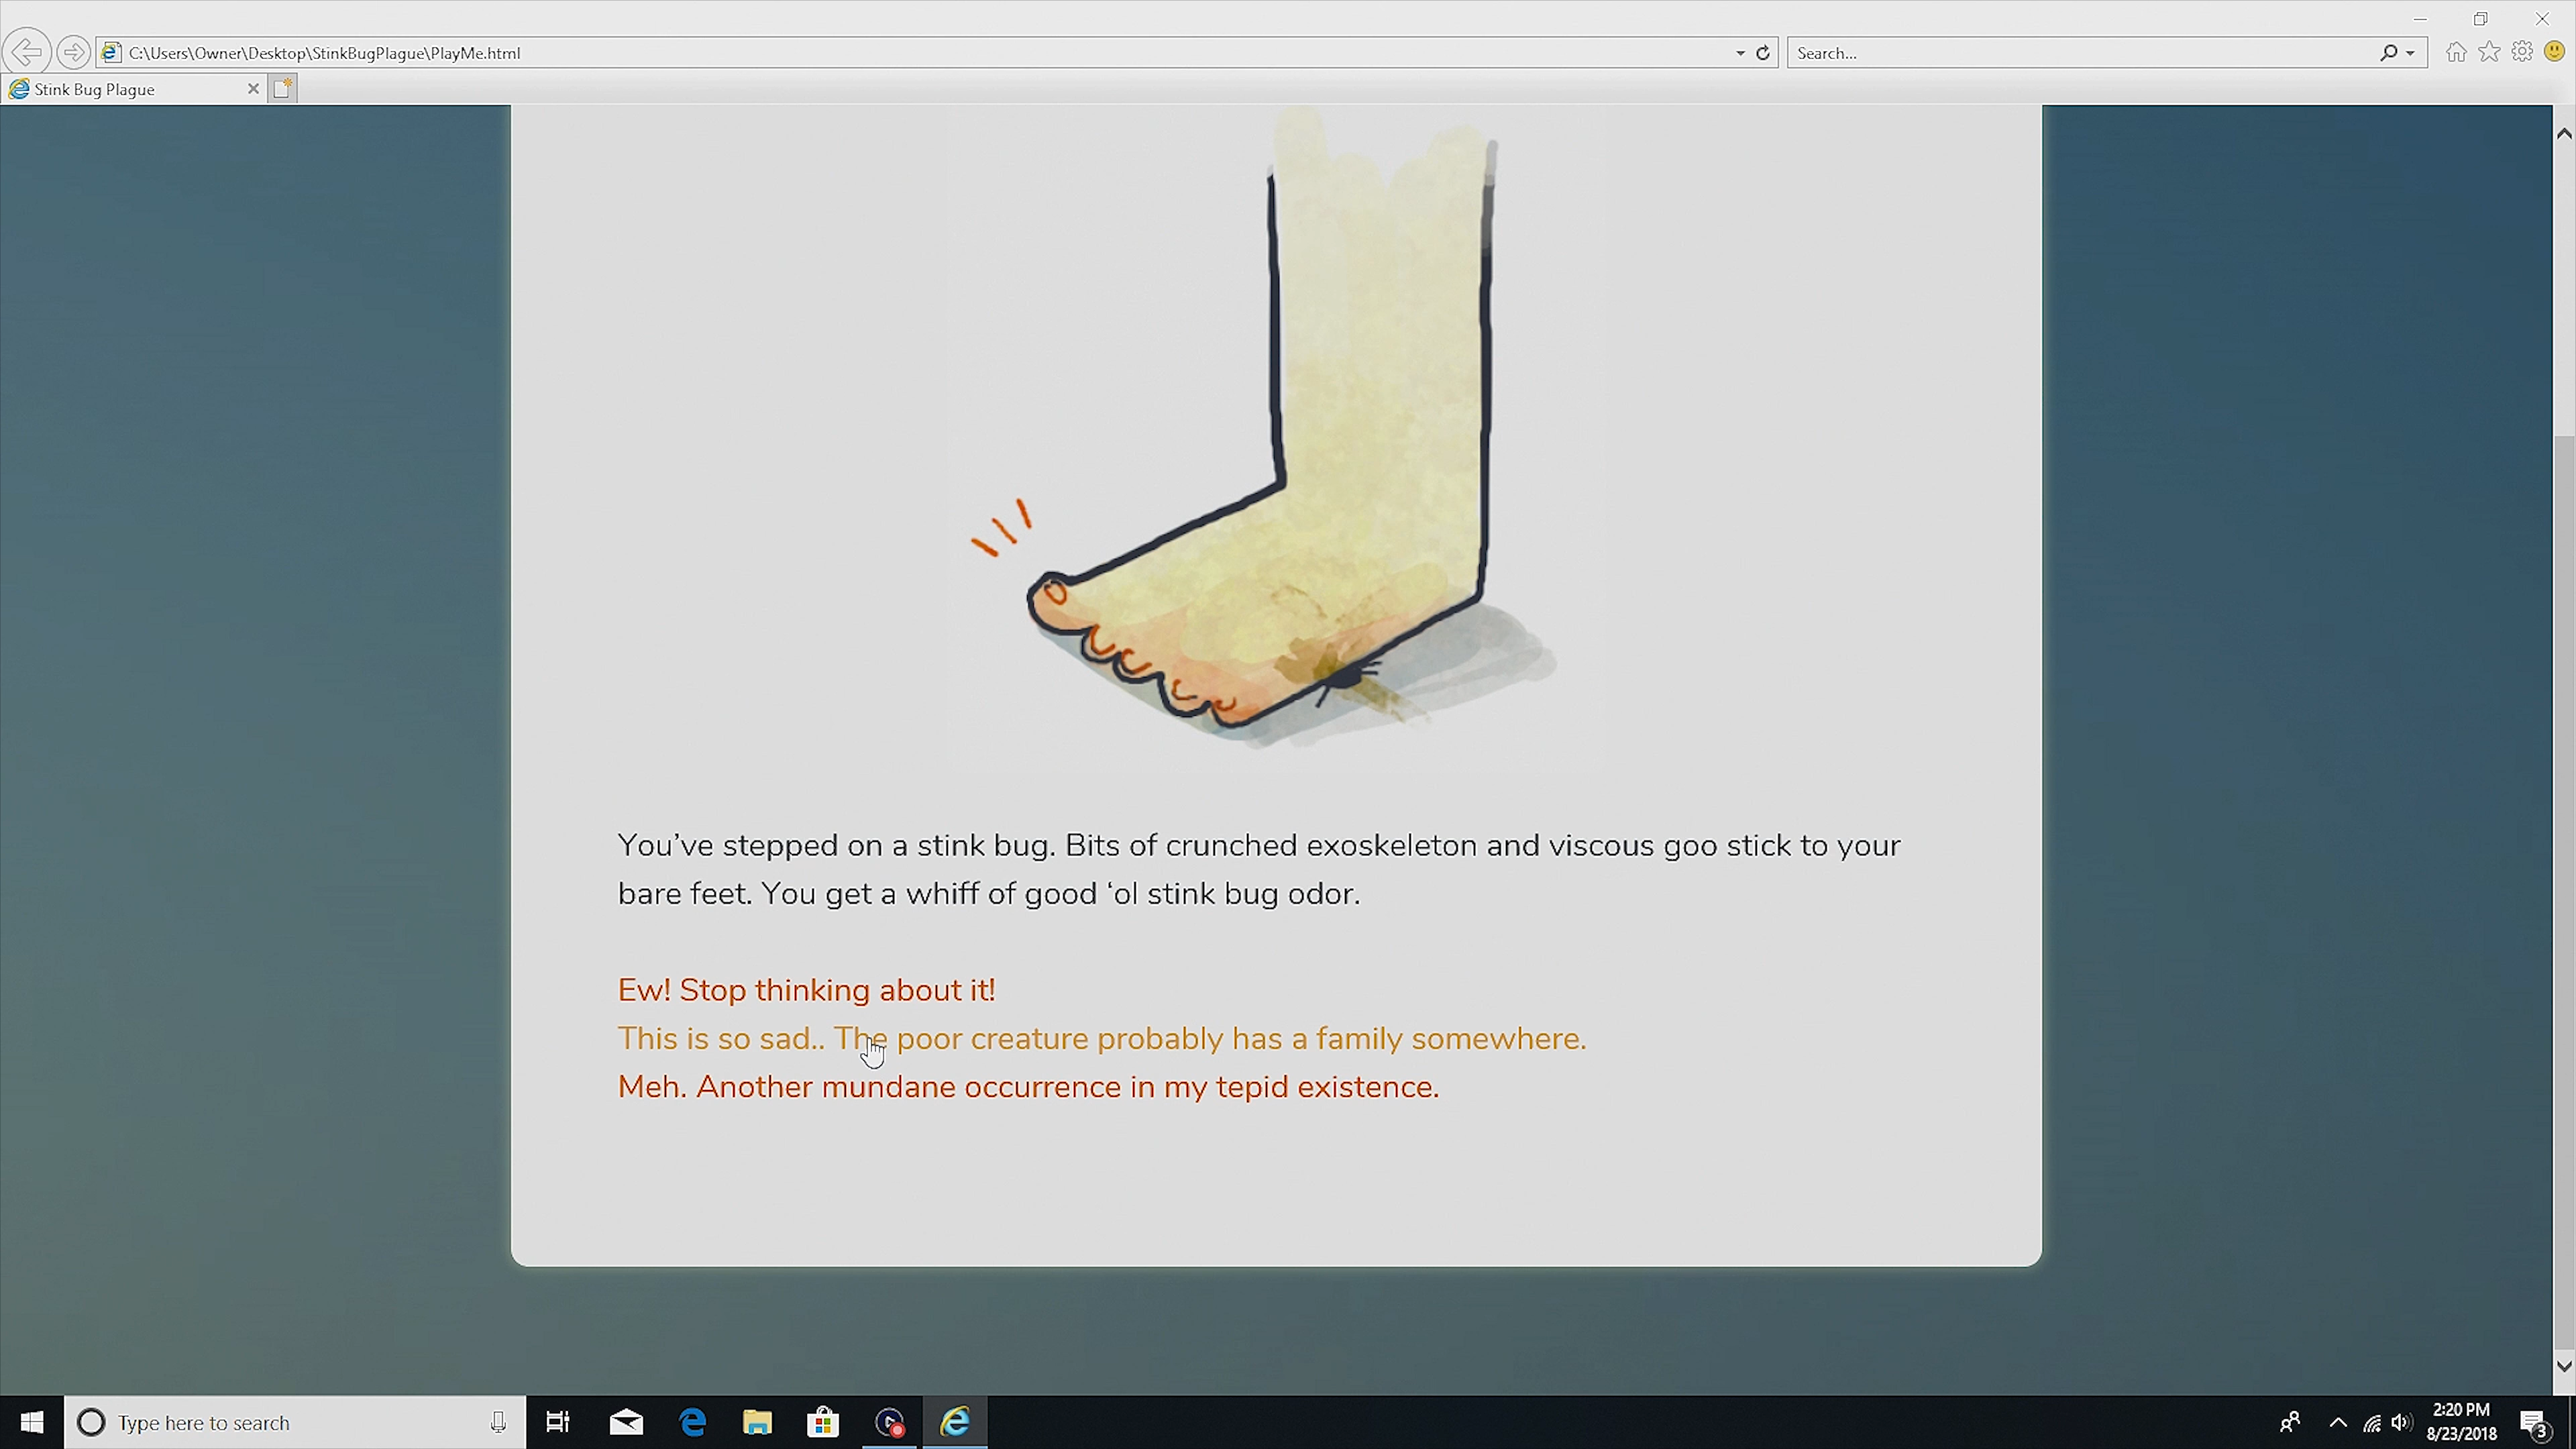 C:\Users\Owner\Desktop\StinkBugPlague\PlayMe.html
Search...
Stink Bug Plague
You’ve stepped on a stink bug. Bits of crunched exoskeleton and viscous goo stick to your
bare feet. You get a whiff of good ‘ol stink bug odor.
Ew! Stop thinking about it!
This is so sad.. The poor creature probably has a family somewhere.
Meh. Another mundane occurrence in my tepid existence.
Type here to search
2:20 PM
8/23/2018
3